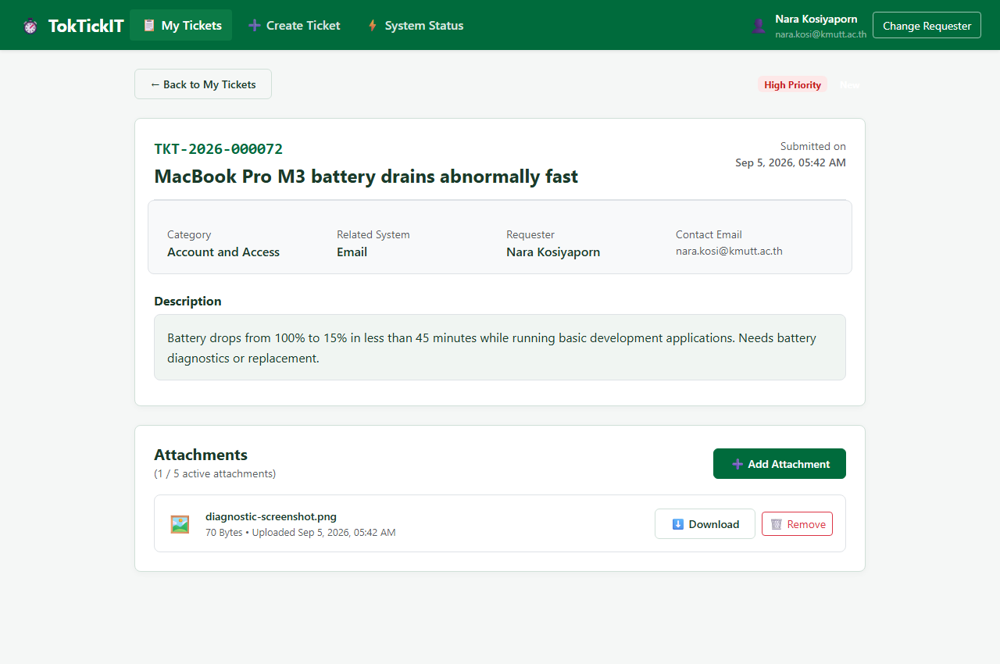 TokTickIT
My Tickets
Create Ticket
System Status
Nara Kosiyaporn
nara.kosi@kmutt.ac.th
Change Requester
← Back to My Tickets
High Priority
New
TKT-2026-000072
MacBook Pro M3 battery drains abnormally fast
Submitted on
Sep 5, 2026, 05:42 AM
Category
Account and Access
Related System
Email
Requester
Nara Kosiyaporn
Contact Email
nara.kosi@kmutt.ac.th
Description
Battery drops from 100% to 15% in less than 45 minutes while running basic development applications. Needs battery
diagnostics or replacement.
Attachments
(1 / 5 active attachments)
Add Attachment
diagnostic-screenshot.png
70 Bytes • Uploaded Sep 5, 2026, 05:42 AM
Download
Remove